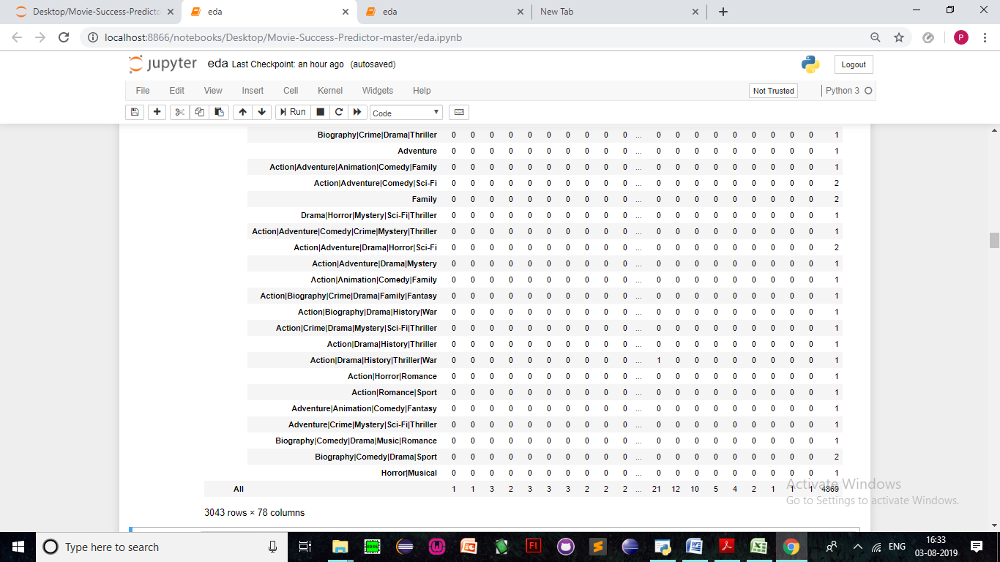 Desktop/Movie-Success-Predicto × eda × eda × New Tab × +
localhost:8866/notebooks/Desktop/Movie-Success-Predictor-master/eda.ipynb P
jupyter eda Last Checkpoint: an hour ago (autosaved) Logout
File Edit View Insert Cell Kernel Widgets Help Not Trusted Python 3
Run Code
Biography|Crime|Drama|Thriller 0 0 0 0 0 0 0 0 0 0 ... 0 0 0 0 0 0 0 0 0 1
Adventure 0 0 0 0 0 0 0 0 0 0 ... 0 0 0 0 0 0 0 0 0 1
Action|Adventure|Animation|Comedy|Family 0 0 0 0 0 0 0 0 0 0 ... 0 0 0 0 0 0 0 0 0 1
Action|Adventure|Comedy|Sci-Fi 0 0 0 0 0 0 0 0 0 0 ... 0 0 0 0 0 0 0 0 0 2
Family 0 0 0 0 0 0 0 0 0 0 ... 0 0 0 0 0 0 0 0 0 2
Drama|Horror|Mystery|Sci-Fi|Thriller 0 0 0 0 0 0 0 0 0 0 ... 0 0 0 0 0 0 0 0 0 1
Action|Adventure|Comedy|Crime|Mystery|Thriller 0 0 0 0 0 0 0 0 0 0 ... 0 0 0 0 0 0 0 0 0 1
Action|Adventure|Drama|Horror|Sci-Fi 0 0 0 0 0 0 0 0 0 0 ... 0 0 0 0 0 0 0 0 0 2
Action|Adventure|Drama|Mystery 0 0 0 0 0 0 0 0 0 0 ... 0 0 0 0 0 0 0 0 0 1
Action|Animation|Comedy|Family 0 0 0 0 0 0 0 0 0 0 ... 0 0 0 0 0 0 0 0 0 1
Action|Biography|Crime|Drama|Family|Fantasy 0 0 0 0 0 0 0 0 0 0 ... 0 0 0 0 0 0 0 0 0 1
Action|Biography|Drama|History|War 0 0 0 0 0 0 0 0 0 0 ... 0 0 0 0 0 0 0 0 0 1
Action|Crime|Drama|Mystery|Sci-Fi|Thriller 0 0 0 0 0 0 0 0 0 0 ... 0 0 0 0 0 0 0 0 0 1
Action|Drama|History|Thriller 0 0 0 0 0 0 0 0 0 0 ... 0 0 0 0 0 0 0 0 0 1
Action|Drama|History|Thriller|War 0 0 0 0 0 0 0 0 0 0 ... 1 0 0 0 0 0 0 0 0 1
Action|Horror|Romance 0 0 0 0 0 0 0 0 0 0 ... 0 0 0 0 0 0 0 0 0 1
Action|Romance|Sport 0 0 0 0 0 0 0 0 0 0 ... 0 0 0 0 0 0 0 0 0 1
Adventure|Animation|Comedy|Fantasy 0 0 0 0 0 0 0 0 0 0 ... 0 0 0 0 0 0 0 0 0 1
Adventure|Crime|Mystery|Sci-Fi|Thriller 0 0 0 0 0 0 0 0 0 0 ... 0 0 0 0 0 0 0 0 0 1
Biography|Comedy|Drama|Music|Romance 0 0 0 0 0 0 0 0 0 0 ... 0 0 0 0 0 0 0 0 0 1
Biography|Comedy|Drama|Sport 0 0 0 0 0 0 0 0 0 0 ... 0 0 0 0 0 0 0 0 0 2
Horror|Musical 0 0 0 0 0 0 0 0 0 0 ... 0 0 0 0 0 0 0 0 0 1
All 1 1 3 2 3 3 3 2 2 2 ... 21 12 10 5 4 2 1 1 1 4869
Activate Windows
Go to Settings to activate Windows.
3043 rows × 78 columns
Type here to search ENG 16:33
03-08-2019